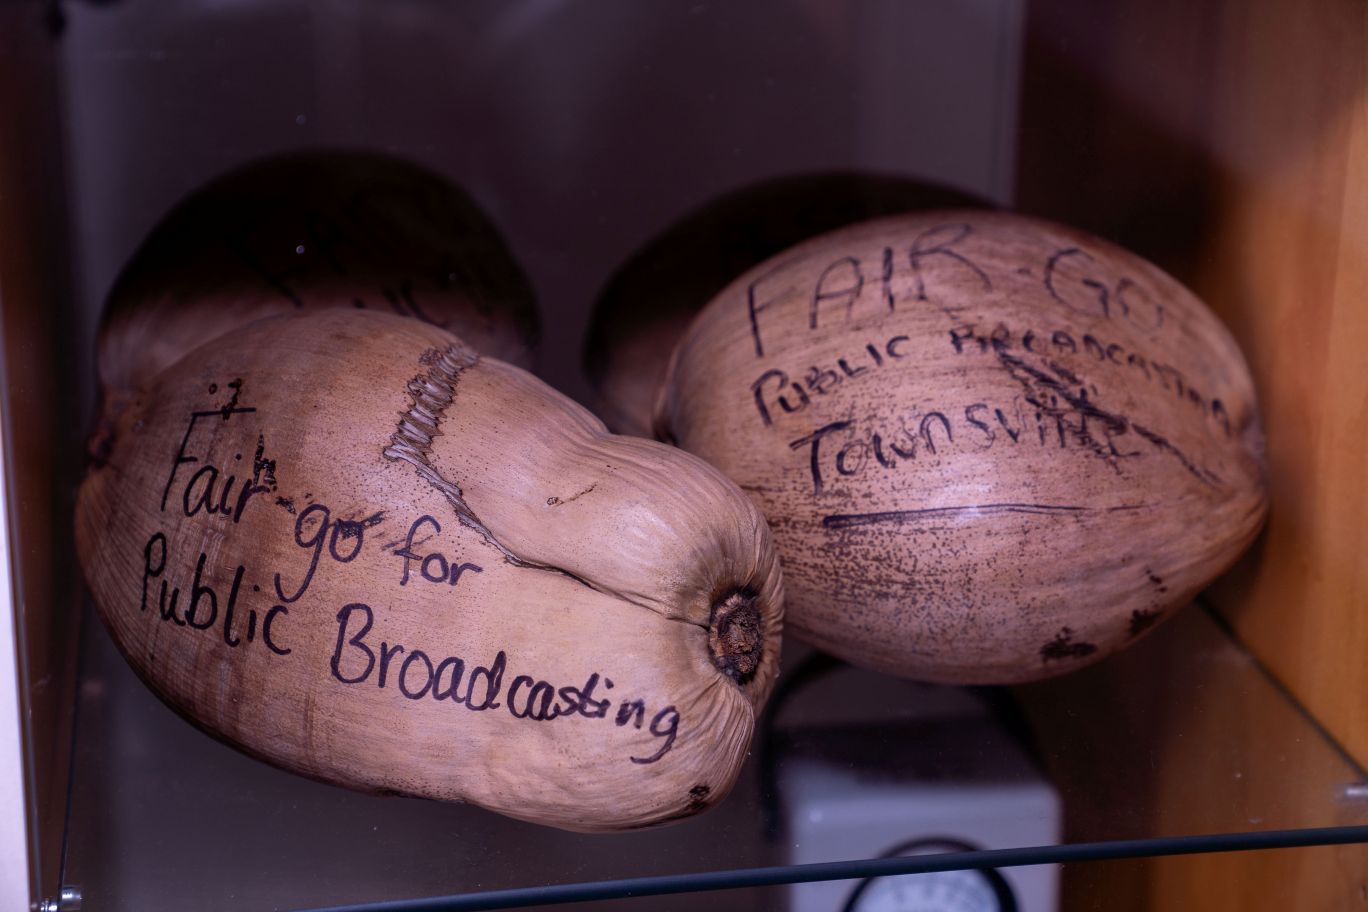 Fair go for
Public Broadcasting
FAIR-GO
PUBLIC BROADCASTING
TOWNSVILLE